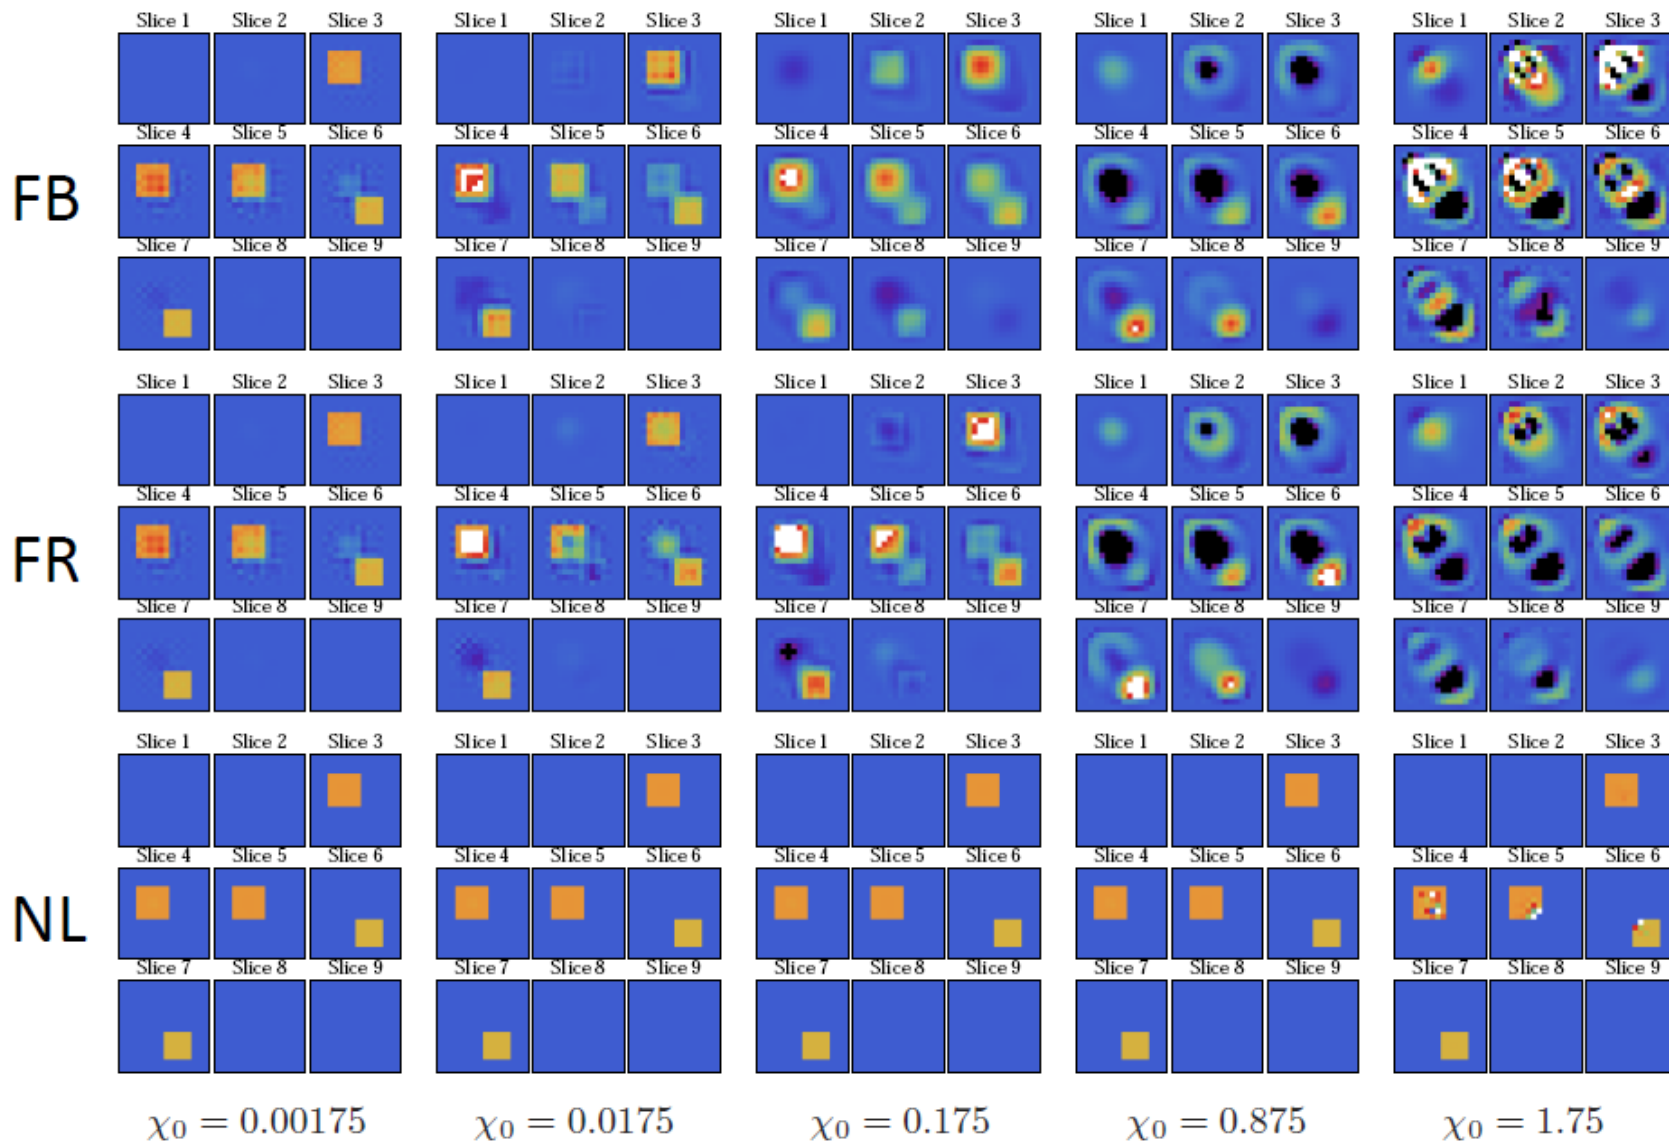 Slice 1 Slice 2 Slice 3 Slice 1 Slice 2 Slice 3 Slice 1 Slice 2 Slice 3 Slice 1 Slice 2 Slice 3 Slice 1 Slice 2 Slice 3
Slice 4 Slice 5 Slice 6 Slice 4 Slice 5 Slice 6 Slice 4 Slice 5 Slice 6 Slice 4 Slice 5 Slice 6 Slice 4 Slice 5 Slice 6
FB
Slice 7 Slice 8 Slice 9 Slice 7 Slice 8 Slice 9 Slice 7 Slice 8 Slice 9 Slice 7 Slice 8 Slice 9 Slice 7 Slice 8 Slice 9
Slice 1 Slice 2 Slice 3 Slice 1 Slice 2 Slice 3 Slice 1 Slice 2 Slice 3 Slice 1 Slice 2 Slice 3 Slice 1 Slice 2 Slice 3
Slice 4 Slice 5 Slice 6 Slice 4 Slice 5 Slice 6 Slice 4 Slice 5 Slice 6 Slice 4 Slice 5 Slice 6 Slice 4 Slice 5 Slice 6
FR
Slice 7 Slice 8 Slice 9 Slice 7 Slice 8 Slice 9 Slice 7 Slice 8 Slice 9 Slice 7 Slice 8 Slice 9 Slice 7 Slice 8 Slice 9
Slice 1 Slice 2 Slice 3 Slice 1 Slice 2 Slice 3 Slice 1 Slice 2 Slice 3 Slice 1 Slice 2 Slice 3 Slice 1 Slice 2 Slice 3
Slice 4 Slice 5 Slice 6 Slice 4 Slice 5 Slice 6 Slice 4 Slice 5 Slice 6 Slice 4 Slice 5 Slice 6 Slice 4 Slice 5 Slice 6
NL
Slice 7 Slice 8 Slice 9 Slice 7 Slice 8 Slice 9 Slice 7 Slice 8 Slice 9 Slice 7 Slice 8 Slice 9 Slice 7 Slice 8 Slice 9
χ₀ = 0.00175 χ₀ = 0.0175 χ₀ = 0.175 χ₀ = 0.875 χ₀ = 1.75